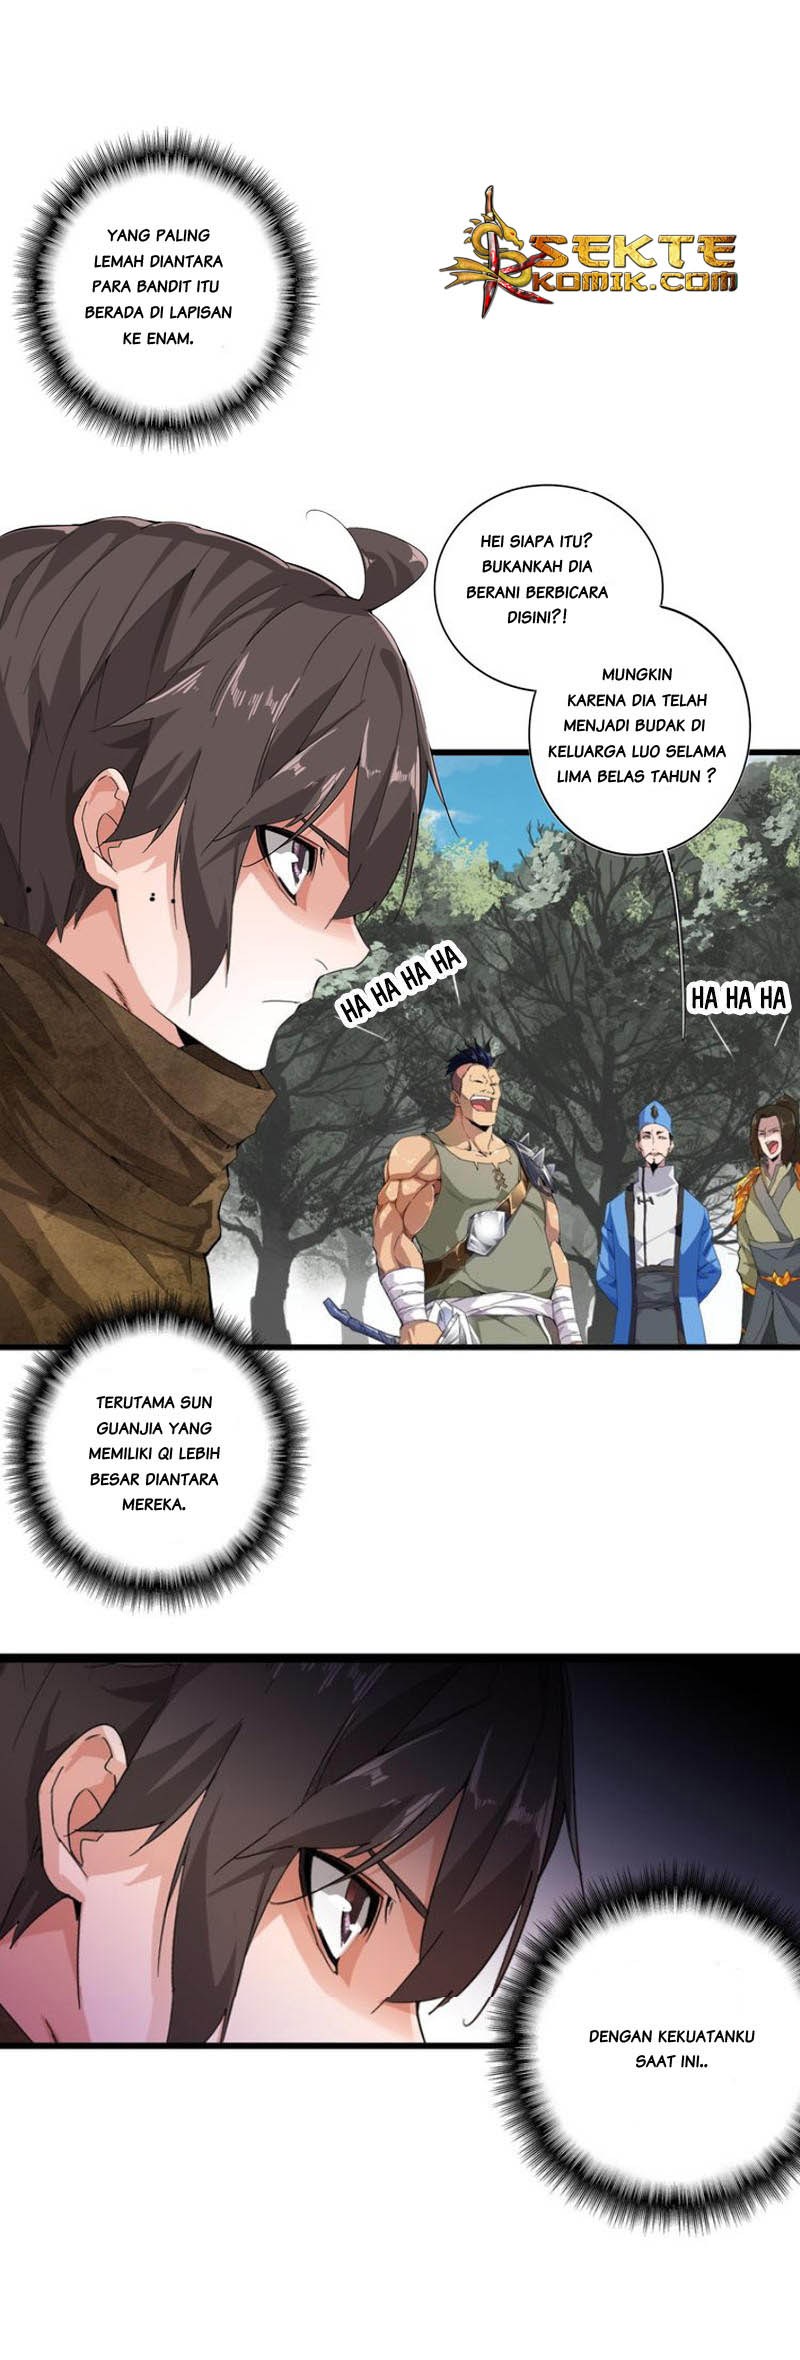 YANG PALING
LEMAH DIANTARA
PARA BANDIT ITU
BERADA DI LAPISAN
KE ENAM.
SEKTE
KOMIK.COM
HEI SIAPA ITU?
BUKANKAH DIA
BERANI BERBICARA
DISINI?!
MUNGKIN
KARENA DIA TELAH
MENJADI BUDAK DI
KELUARGA LUO SELAMA
LIMA BELAS TAHUN ?
HA HA HA HA
HA HA HA
TERUTAMA SUN
GUANJIA YANG
MEMILIKI QI LEBIH
BESAR DIANTARA
MEREKA.
DENGAN KEKUATANKU
SAAT INI..